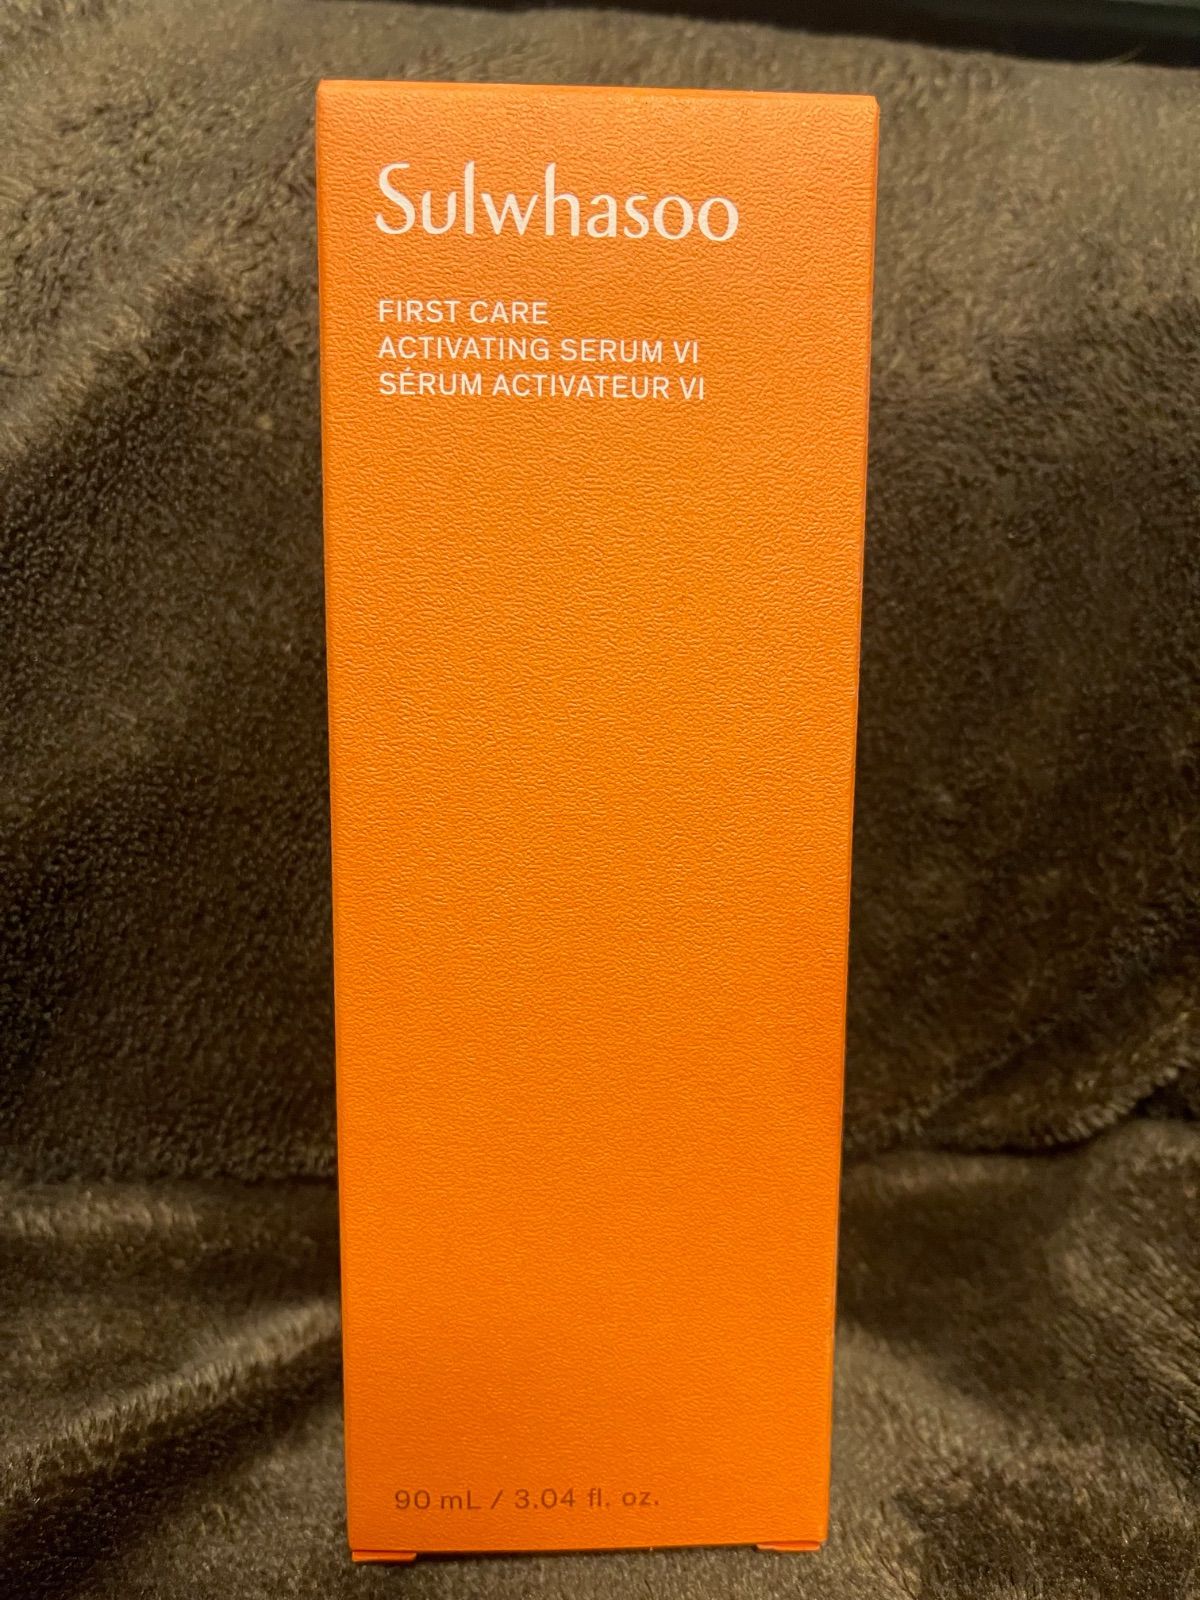 Sulwhasoo
FIRST CARE
ACTIVATING SERUM VI
SÉRUM ACTIVATEUR VI
90 mL / 3.04 fl. oz.